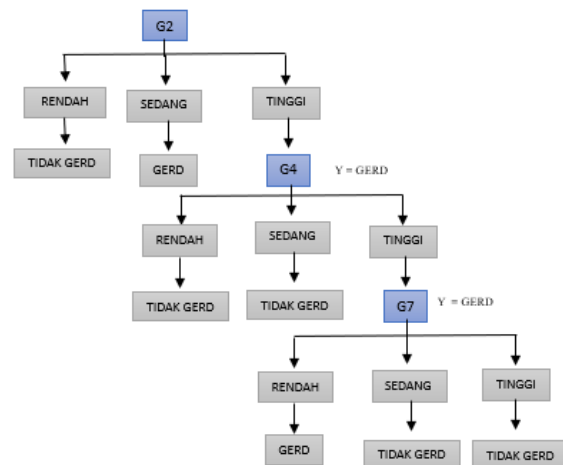 G2
RENDAH
SEDANG
TINGGI
TIDAK GERD
GERD
G4
Y = GERD
RENDAH
SEDANG
TINGGI
TIDAK GERD
TIDAK GERD
G7
Y = GERD
RENDAH
SEDANG
TINGGI
GERD
TIDAK GERD
TIDAK GERD